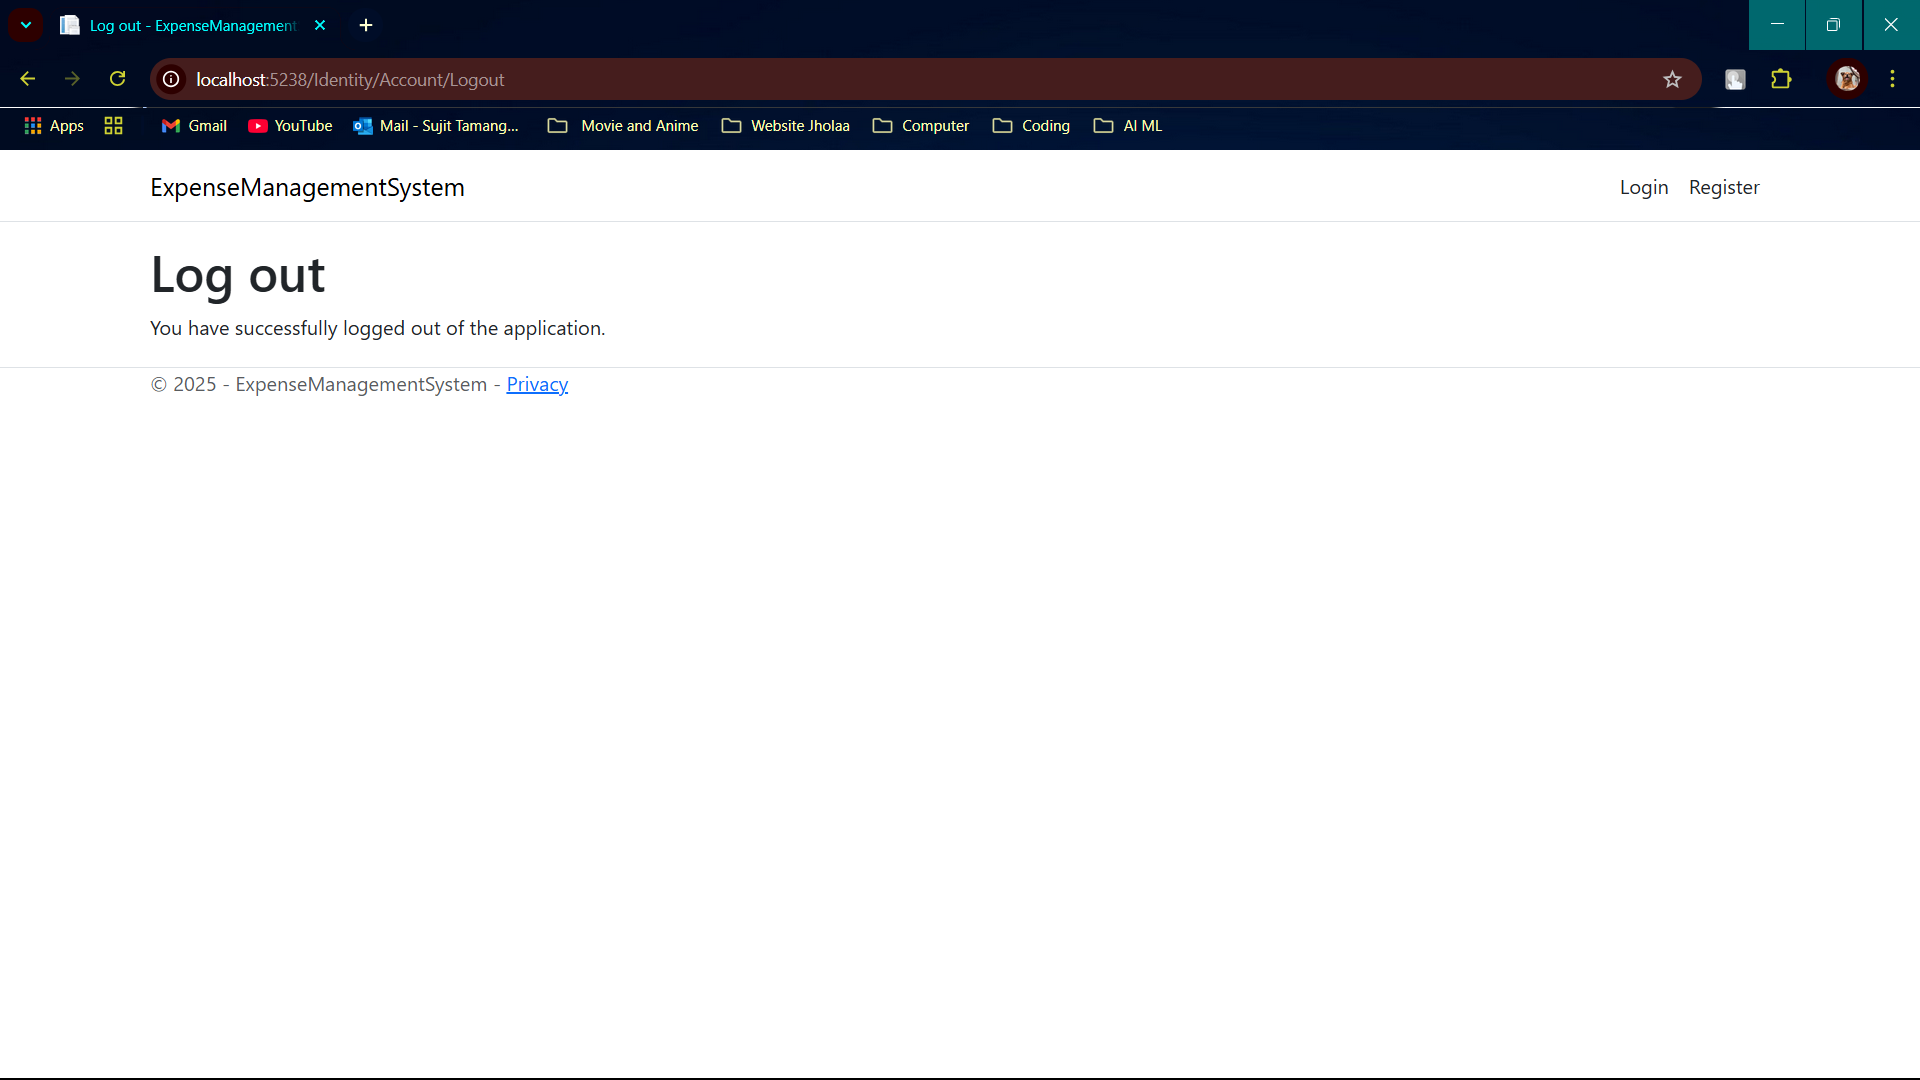 Log out - ExpenseManagement
localhost:5238/Identity/Account/Logout
Apps Gmail YouTube Mail - Sujit Tamang... Movie and Anime Website Jholaa Computer Coding AI ML
ExpenseManagementSystem Login Register
Log out
You have successfully logged out of the application.
© 2025 - ExpenseManagementSystem - Privacy